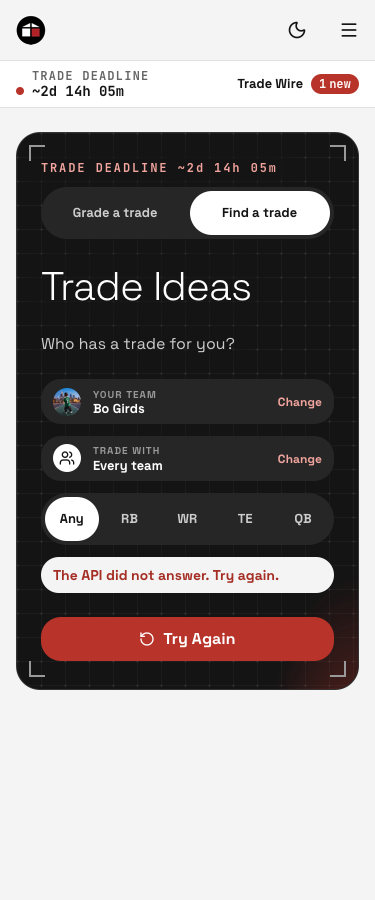 TRADE DEADLINE
~2d 14h 05m
Trade Wire
1 new
TRADE DEADLINE ~2d 14h 05m
Grade a trade
Find a trade
Trade Ideas
Who has a trade for you?
YOUR TEAM
Bo Girds
Change
TRADE WITH
Every team
Change
Any
RB
WR
TE
QB
The API did not answer. Try again.
Try Again